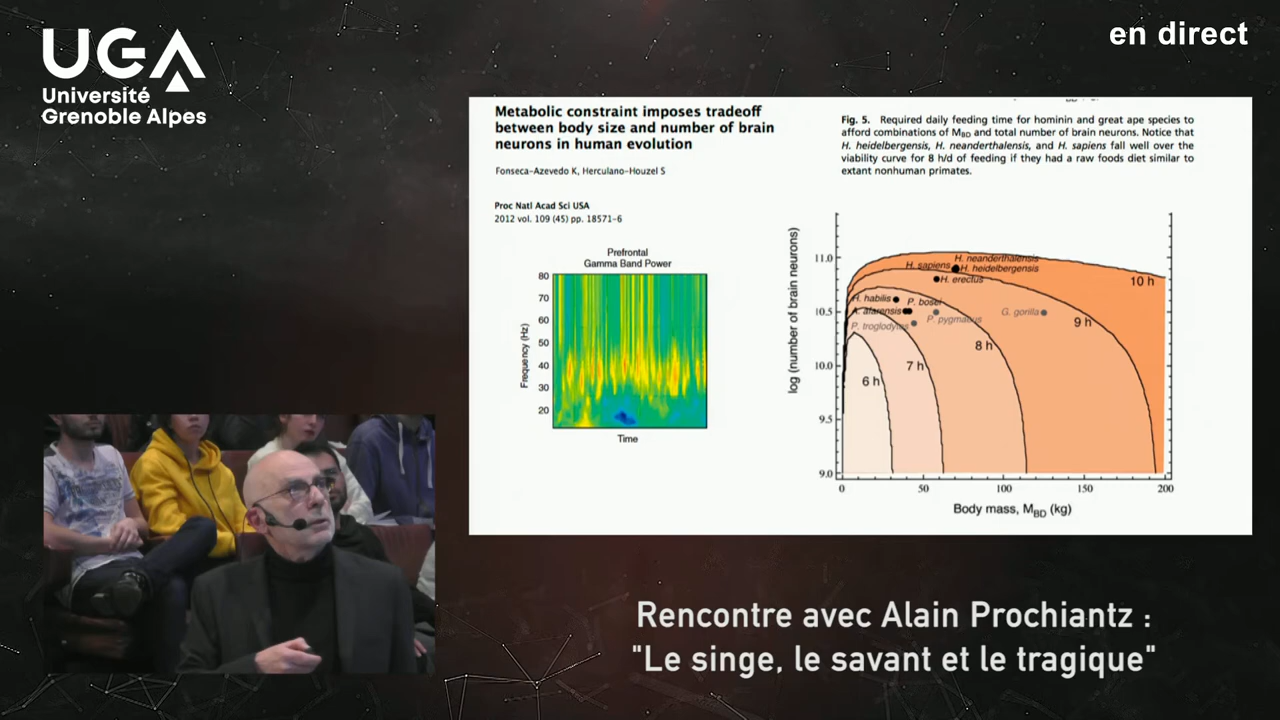 UGA
Université
Grenoble Alpes
en direct
Metabolic constraint imposes tradeoff
between body size and number of brain
neurons in human evolution
Fonseca-Azevedo K, Herculano-Houzel S
Proc Natl Acad Sci USA
2012 vol. 109 (45) pp. 18571-6
Prefrontal
Gamma Band Power
80
70
60
50
40
30
20
Frequency (Hz)
Time
Fig. 5. Required daily feeding time for hominin and great ape species to
afford combinations of MBD and total number of brain neurons. Notice that
H. heidelbergensis, H. neanderthalensis, and H. sapiens fall well over the
viability curve for 8 h/d of feeding if they had a raw foods diet similar to
extant nonhuman primates.
log (number of brain neurons)
11.0
10.5
10.0
9.5
9.0
H. neanderthalensis
H. sapiens
H. heidelbergensis
H. erectus
H. habilis
P. boisei
A. afarensis
P. pygmaeus
G. gorilla
P. troglodytes
10 h
9 h
8 h
7 h
6 h
0 50 100 150 200
Body mass, MBD (kg)
Rencontre avec Alain Prochiantz :
"Le singe, le savant et le tragique"